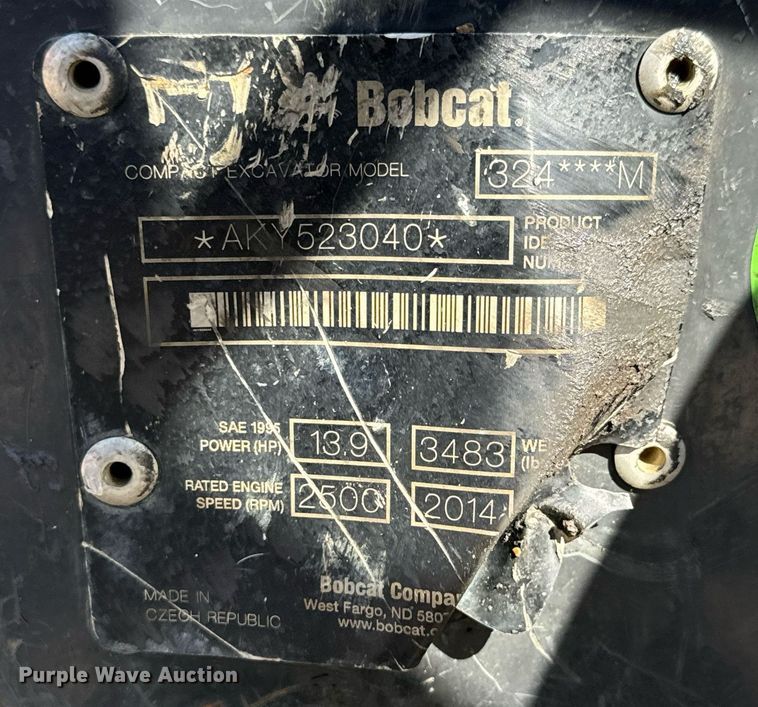 Bobcat.
COMPACT EXCAVATOR MODEL 324****M
*AKY523040* PRODUCT
IDE
NUM
SAE 1995
POWER (HP) 13.9 3483 WE
(lb
RATED ENGINE
SPEED (RPM) 2500 2014
MADE IN
CZECH REPUBLIC
Bobcat Compa
West Fargo, ND 5807
www.bobcat.c
Purple Wave Auction